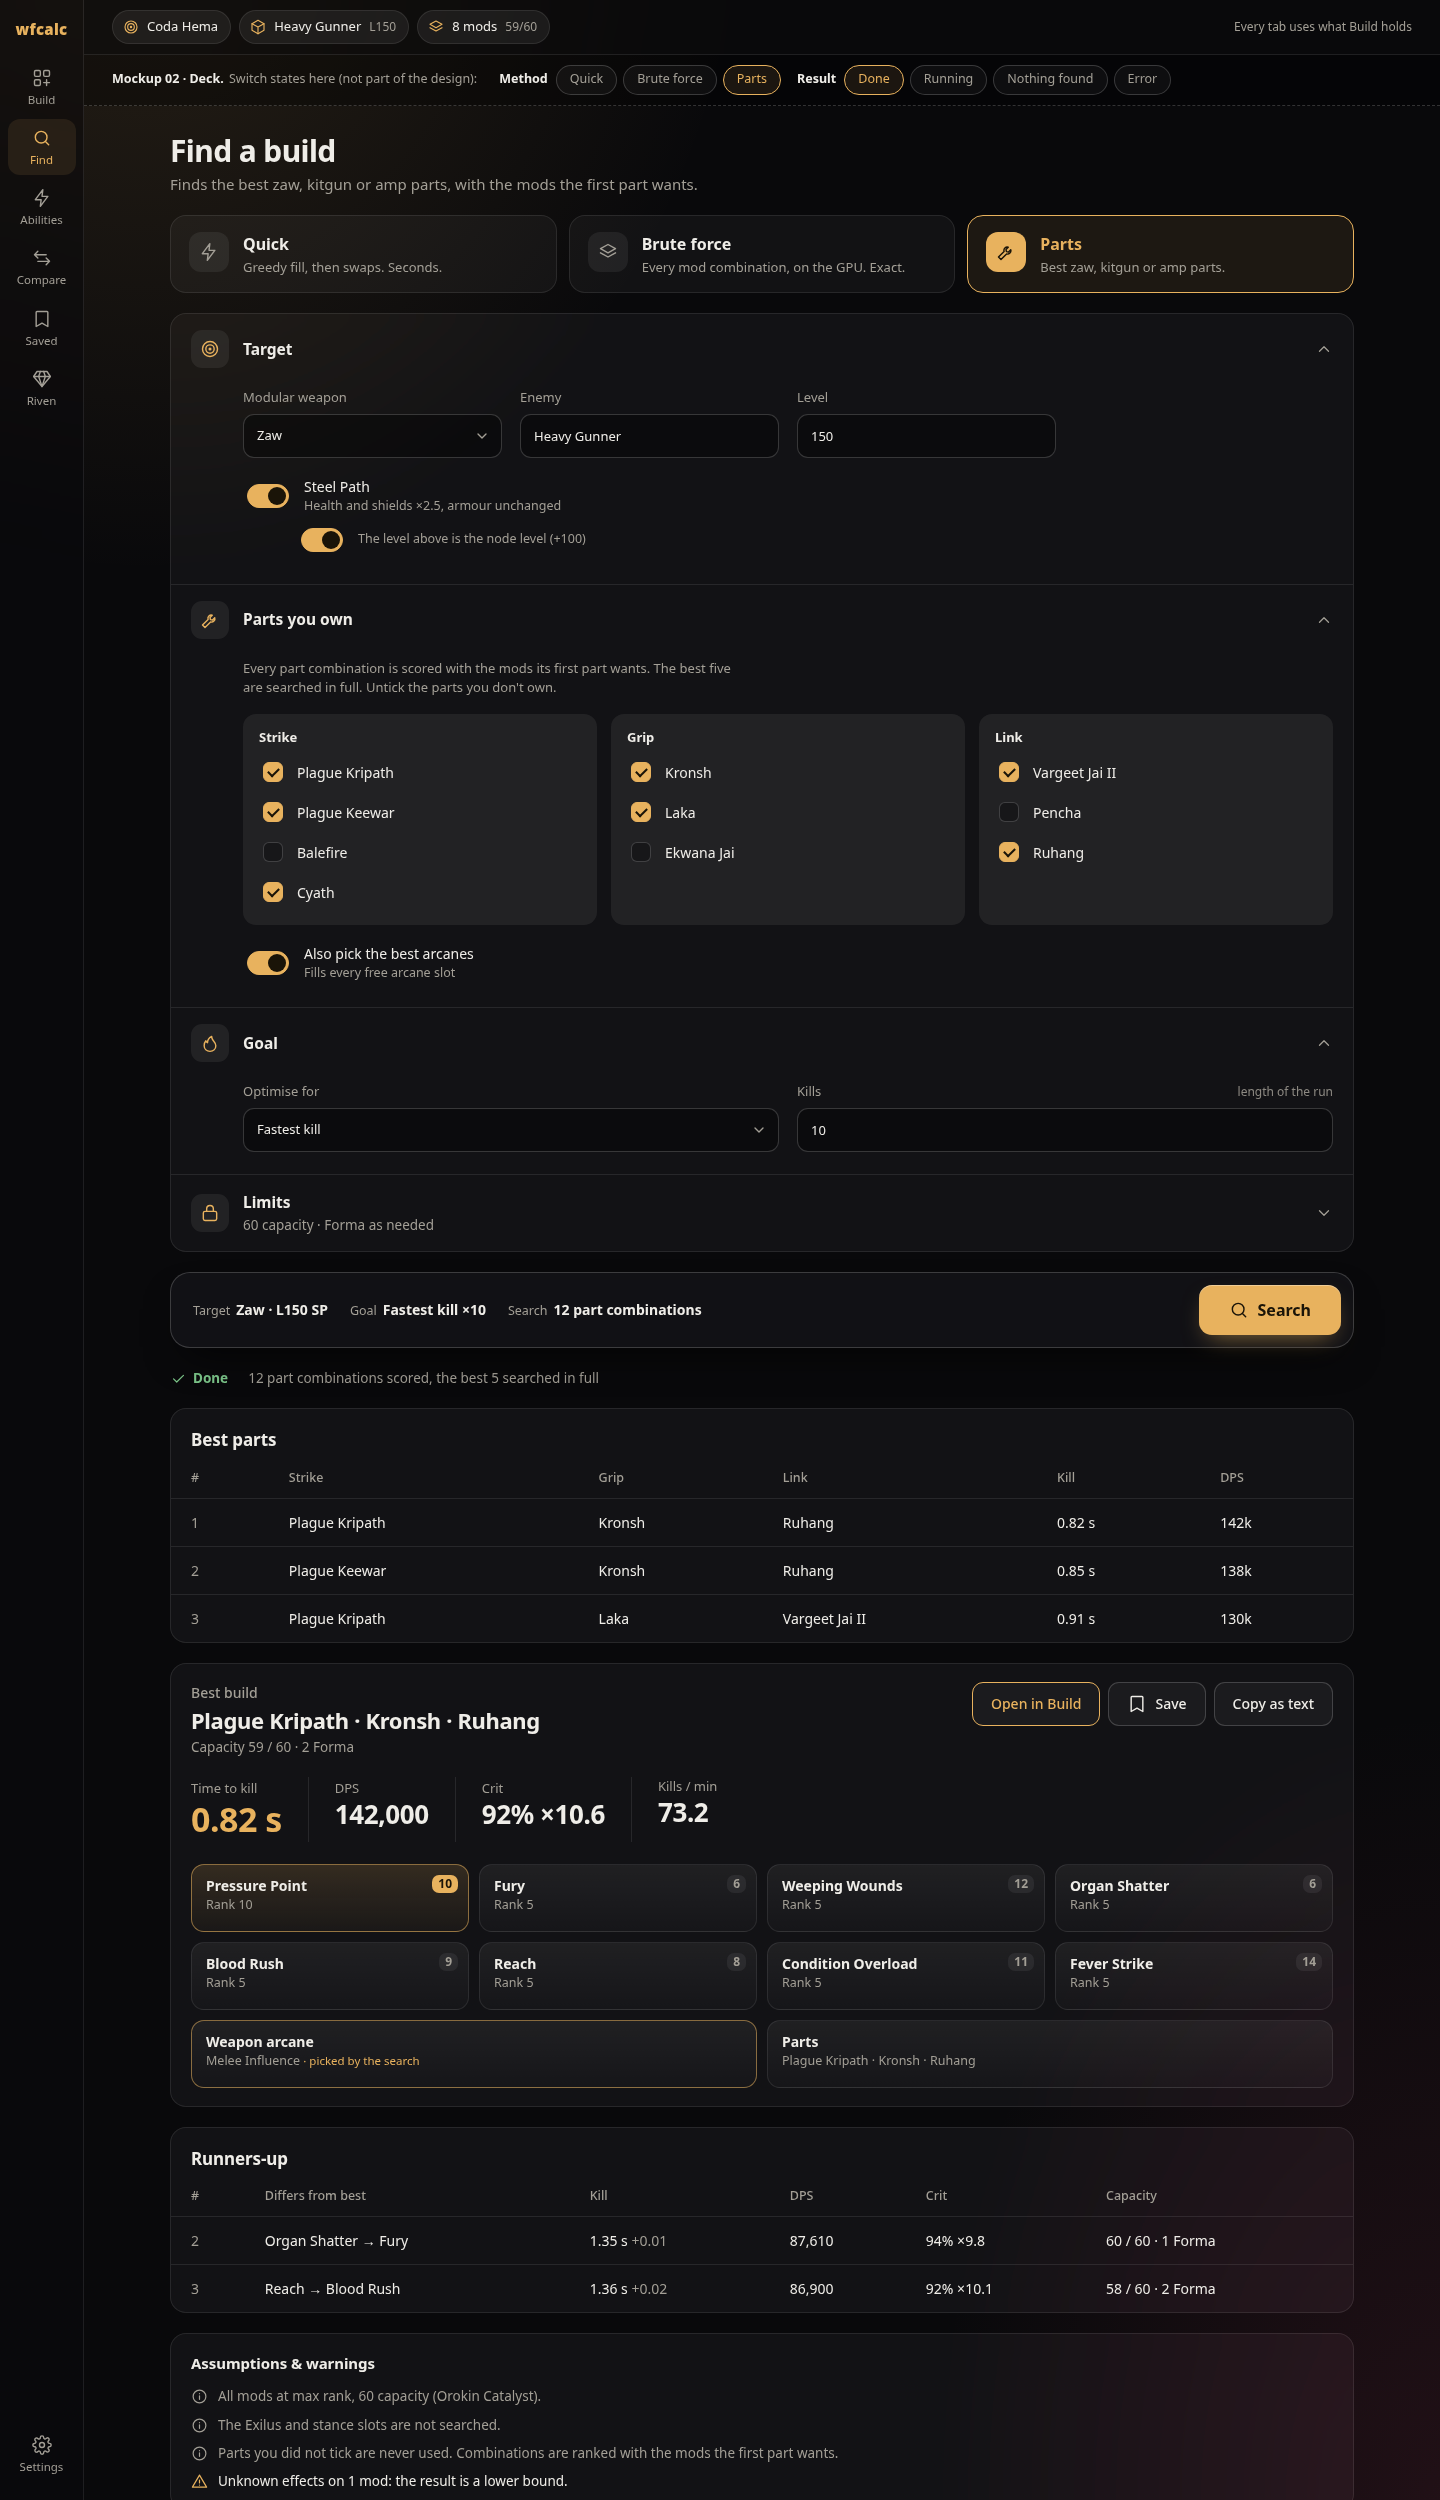 wfcalc
Coda Hema
Heavy Gunner L150
8 mods 59/60
Every tab uses what Build holds
Mockup 02 · Deck. Switch states here (not part of the design): Method Quick Brute force Parts Result Done Running Nothing found Error
Build
Find
Abilities
Compare
Saved
Riven
Settings
Find a build
Finds the best zaw, kitgun or amp parts, with the mods the first part wants.
Quick
Greedy fill, then swaps. Seconds.
Brute force
Every mod combination, on the GPU. Exact.
Parts
Best zaw, kitgun or amp parts.
Target
Modular weapon Enemy Level
Zaw Heavy Gunner 150
Steel Path
Health and shields ×2.5, armour unchanged
The level above is the node level (+100)
Parts you own
Every part combination is scored with the mods its first part wants. The best five
are searched in full. Untick the parts you don't own.
Strike
Plague Kripath
Plague Keewar
Balefire
Cyath
Grip
Kronsh
Laka
Ekwana Jai
Link
Vargeet Jai II
Pencha
Ruhang
Also pick the best arcanes
Fills every free arcane slot
Goal
Optimise for Kills length of the run
Fastest kill 10
Limits
60 capacity · Forma as needed
Target Zaw · L150 SP Goal Fastest kill ×10 Search 12 part combinations Search
Done 12 part combinations scored, the best 5 searched in full
Best parts
# Strike Grip Link Kill DPS
1 Plague Kripath Kronsh Ruhang 0.82 s 142k
2 Plague Keewar Kronsh Ruhang 0.85 s 138k
3 Plague Kripath Laka Vargeet Jai II 0.91 s 130k
Best build
Plague Kripath · Kronsh · Ruhang
Capacity 59 / 60 · 2 Forma
Open in Build Save Copy as text
Time to kill DPS Crit Kills / min
0.82 s 142,000 92% ×10.6 73.2
Pressure Point 10
Rank 10
Fury 6
Rank 5
Weeping Wounds 12
Rank 5
Organ Shatter 6
Rank 5
Blood Rush 9
Rank 5
Reach 8
Rank 5
Condition Overload 11
Rank 5
Fever Strike 14
Rank 5
Weapon arcane
Melee Influence · picked by the search
Parts
Plague Kripath · Kronsh · Ruhang
Runners-up
# Differs from best Kill DPS Crit Capacity
2 Organ Shatter → Fury 1.35 s +0.01 87,610 94% ×9.8 60 / 60 · 1 Forma
3 Reach → Blood Rush 1.36 s +0.02 86,900 92% ×10.1 58 / 60 · 2 Forma
Assumptions & warnings
All mods at max rank, 60 capacity (Orokin Catalyst).
The Exilus and stance slots are not searched.
Parts you did not tick are never used. Combinations are ranked with the mods the first part wants.
Unknown effects on 1 mod: the result is a lower bound.